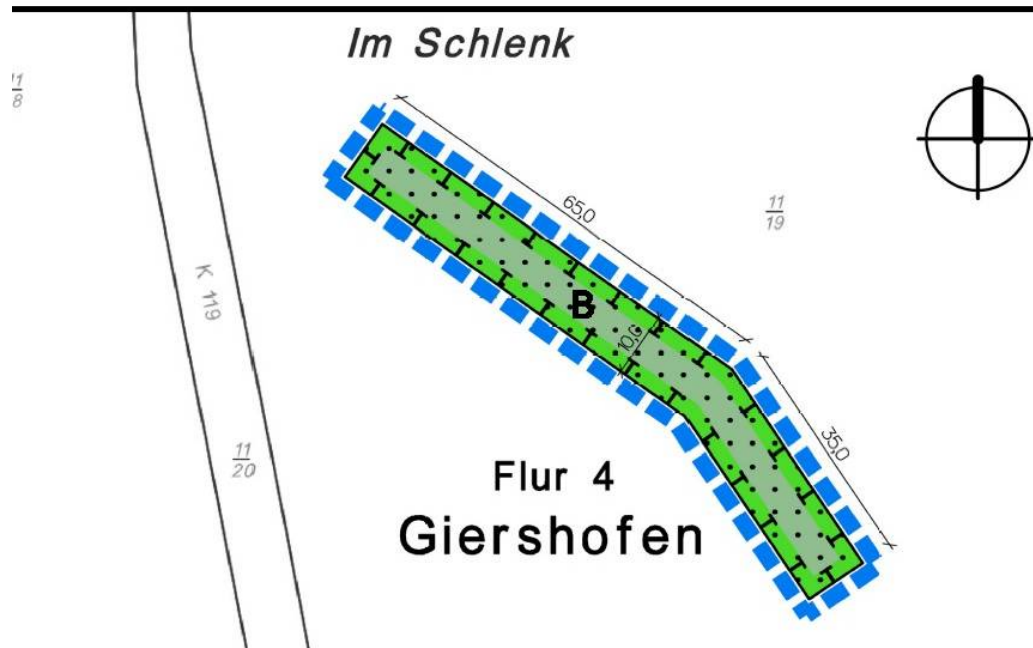 Im Schlenk
11
8
65,0
11
19
K 119
B
10,0
35,0
11
20
Flur 4
Giershofen